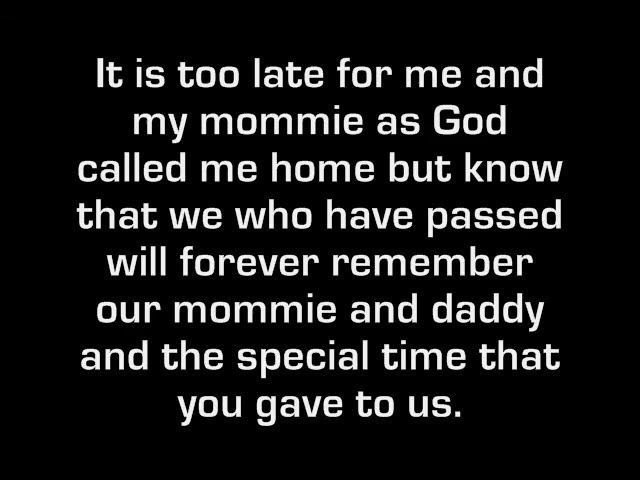 It is too late for me and
my mommie as God
called me home but know
that we who have passed
will forever remember
our mommie and daddy
and the special time that
you gave to us.